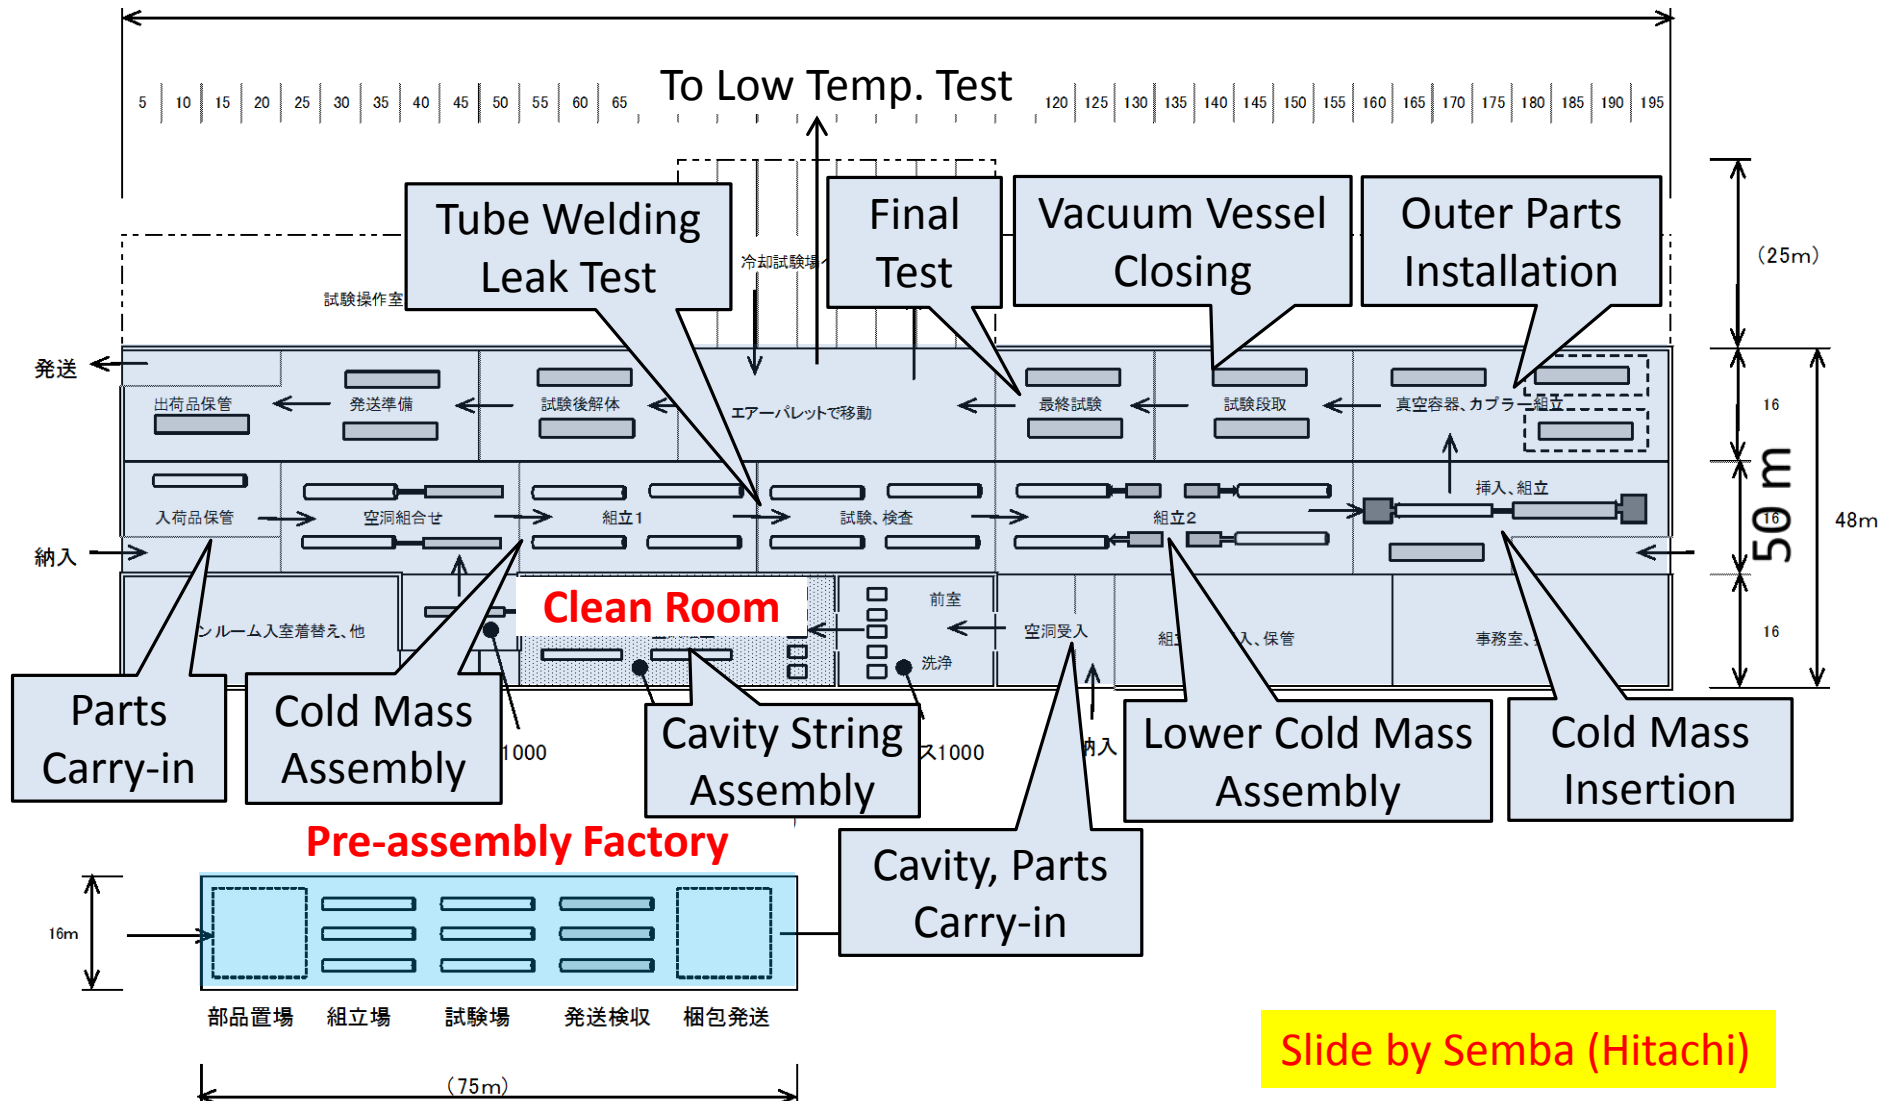 To Low Temp. Test
5 10 15 20 25 30 35 40 45 50 55 60 65 120 125 130 135 140 145 150 155 160 165 170 175 180 185 190 195
Tube Welding
Leak Test
Final
Test
Vacuum Vessel
Closing
Outer Parts
Installation
(25m)
冷却試験場
試験操作室
発送
出荷品保管
発送準備
試験後解体
エアーパレットで移動
最終試験
試験段取
真空容器、カプラー組立
16
入荷品保管
空洞組合せ
組立1
試験、検査
組立2
挿入、組立
16
50 m
48m
納入
Clean Room
ンルーム入室着替え、他
前室
洗浄
空洞受入
組
入、保管
事務室、
16
Parts
Carry-in
Cold Mass
Assembly
1000
Cavity String
Assembly
ス1000
納入
Lower Cold Mass
Assembly
Cold Mass
Insertion
Pre-assembly Factory
Cavity, Parts
Carry-in
16m
部品置場
組立場
試験場
発送検収
梱包発送
(75m)
Slide by Semba (Hitachi)